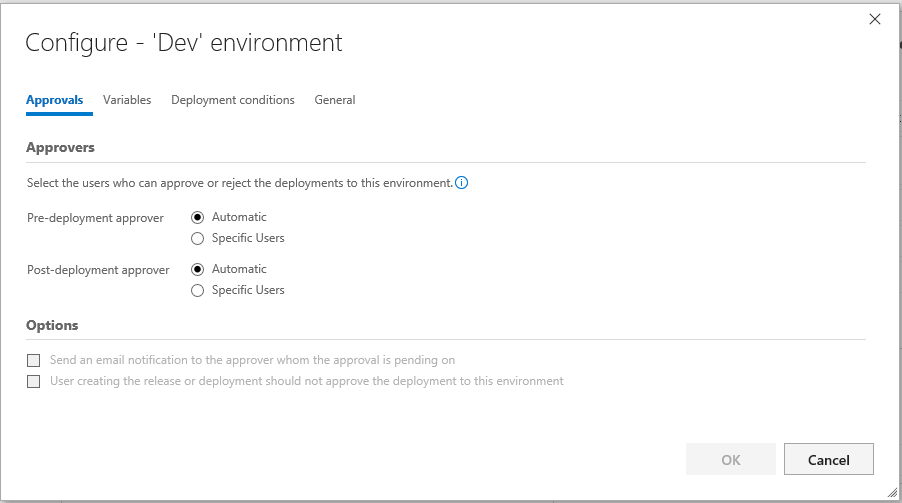 Configure - 'Dev' environment
Approvals Variables Deployment conditions General
Approvers
Select the users who can approve or reject the deployments to this environment.
Pre-deployment approver Automatic
Specific Users
Post-deployment approver Automatic
Specific Users
Options
Send an email notification to the approver whom the approval is pending on
User creating the release or deployment should not approve the deployment to this environment
OK Cancel